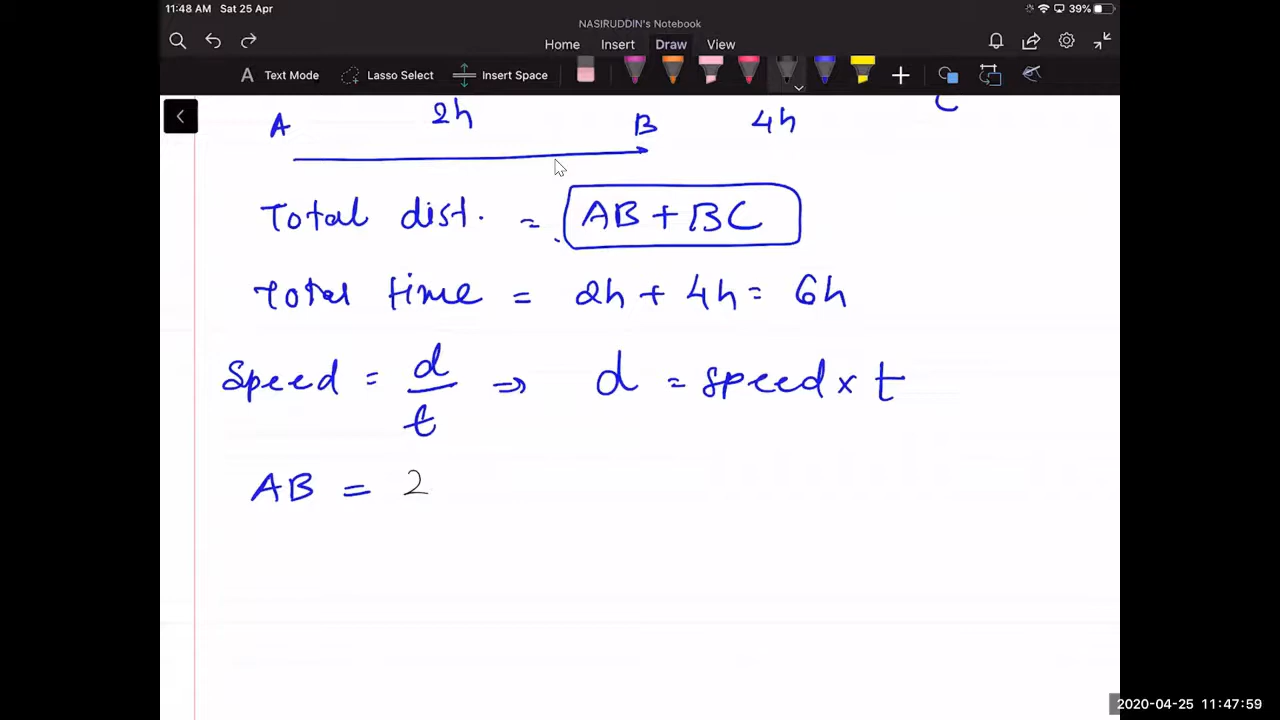 11:48 AM Sat 25 Apr
39%
NASIRUDDIN's Notebook
Home Insert Draw View
A Text Mode Lasso Select Insert Space
A 2h B 4h C
Total dist. = AB + BC
Total time = 2h + 4h = 6h
Speed = d/t ⇒ d = speed × t
AB = 2
2020-04-25 11:47:59